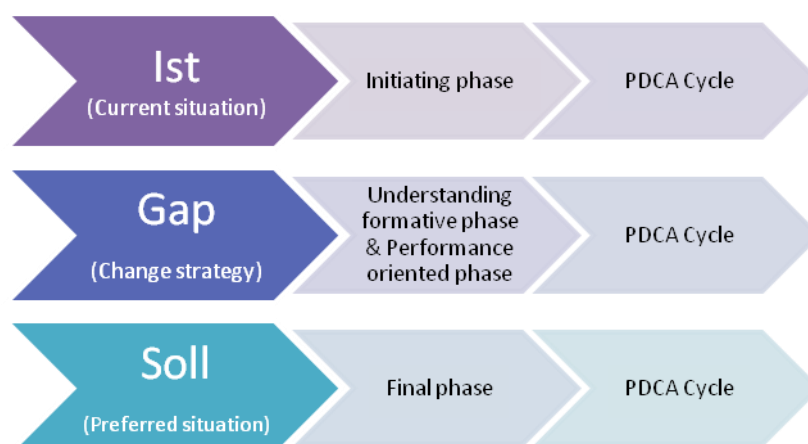 Ist
(Current situation)
Initiating phase
PDCA Cycle
Gap
(Change strategy)
Understanding
formative phase
& Performance
oriented phase
PDCA Cycle
Soll
(Preferred situation)
Final phase
PDCA Cycle